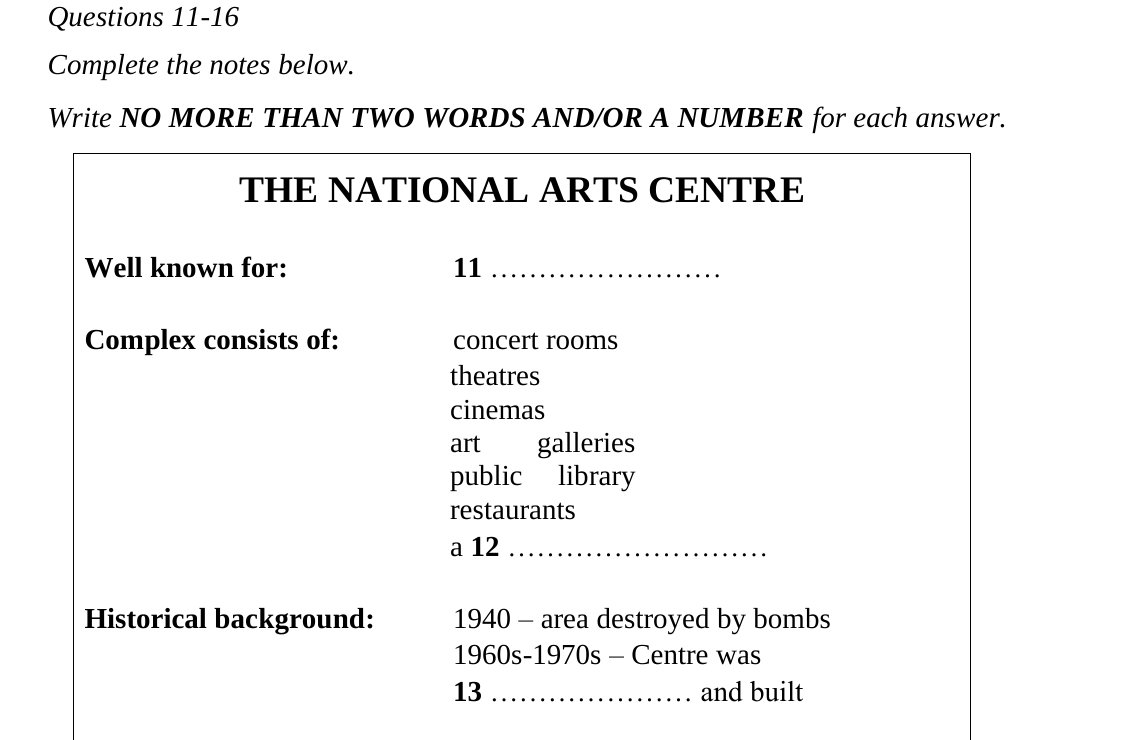 Questions 11-16
Complete the notes below.
Write NO MORE THAN TWO WORDS AND/OR A NUMBER for each answer.
THE NATIONAL ARTS CENTRE
Well known for: 11 ……………………
Complex consists of: concert rooms
theatres
cinemas
art galleries
public library
restaurants
a 12 ………………………
Historical background: 1940 – area destroyed by bombs
1960s-1970s – Centre was
13 ………………… and built